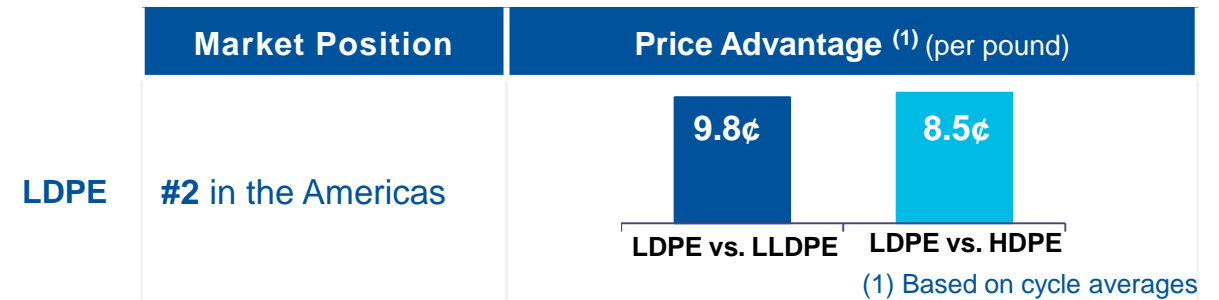 Market Position
Price Advantage (1) (per pound)
LDPE
#2 in the Americas
9.8¢
8.5¢
LDPE vs. LLDPE
LDPE vs. HDPE
(1) Based on cycle averages